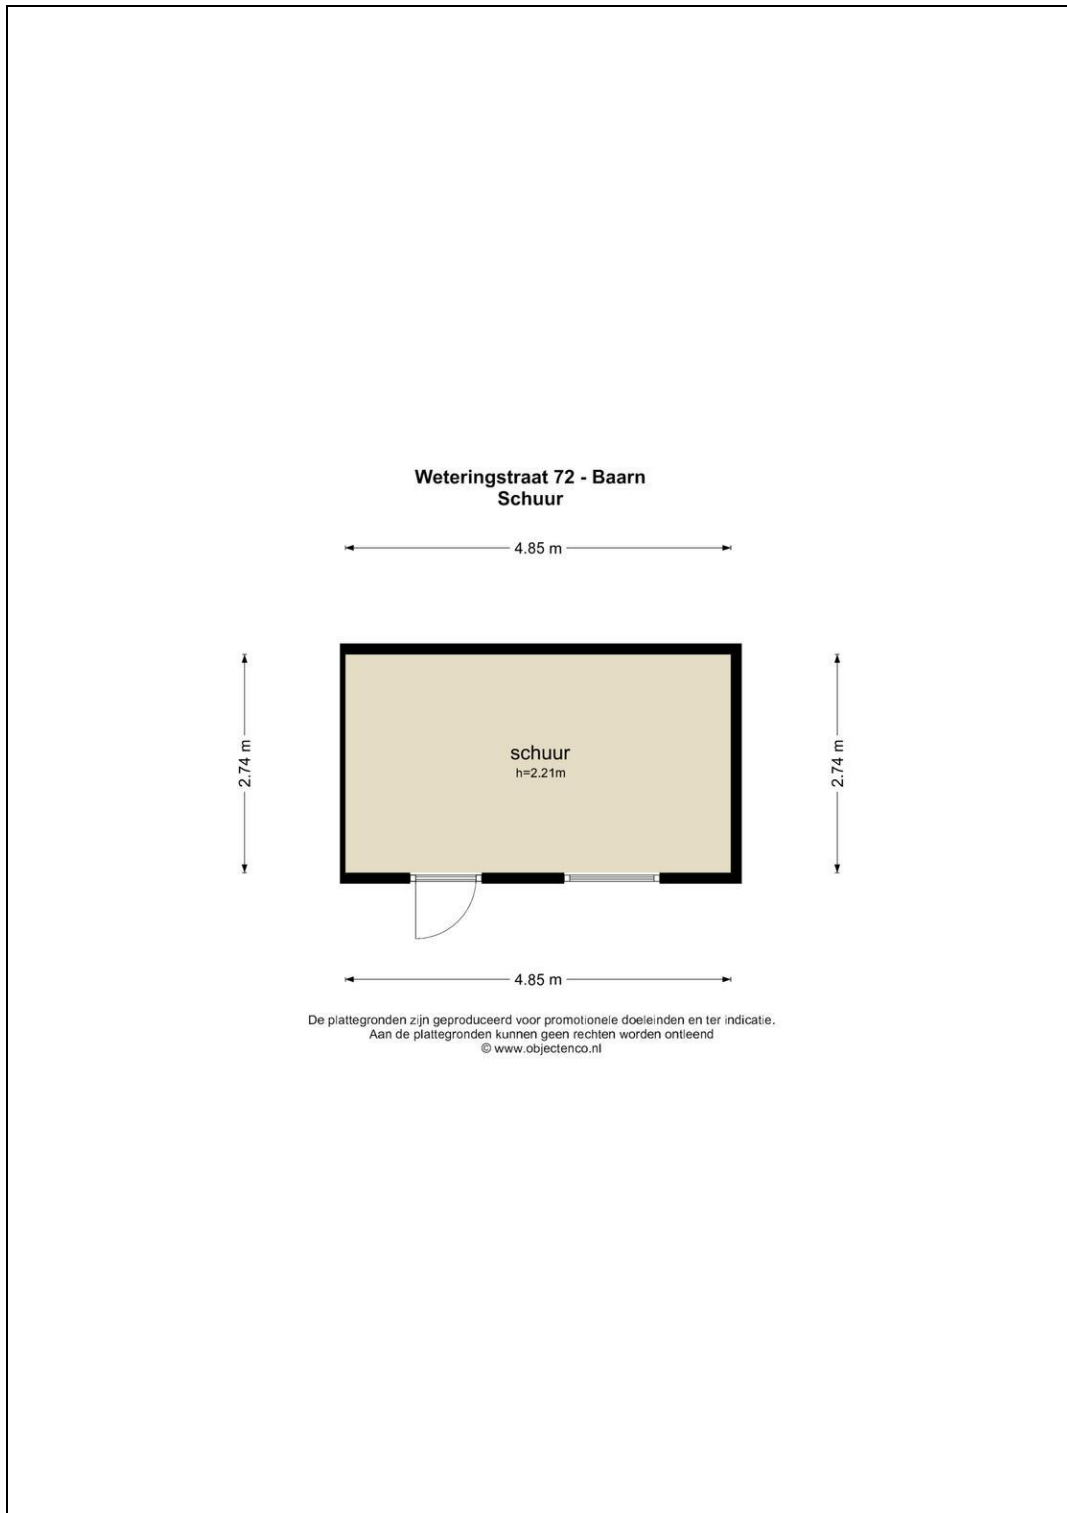 Weteringstraat 72 - Baarn
Schuur
4.85 m
2.74 m
schuur
h=2.21m
2.74 m
4.85 m
De plattegronden zijn geproduceerd voor promotionele doeleinden en ter indicatie.
Aan de plattegronden kunnen geen rechten worden ontleend
© www.objectenco.nl